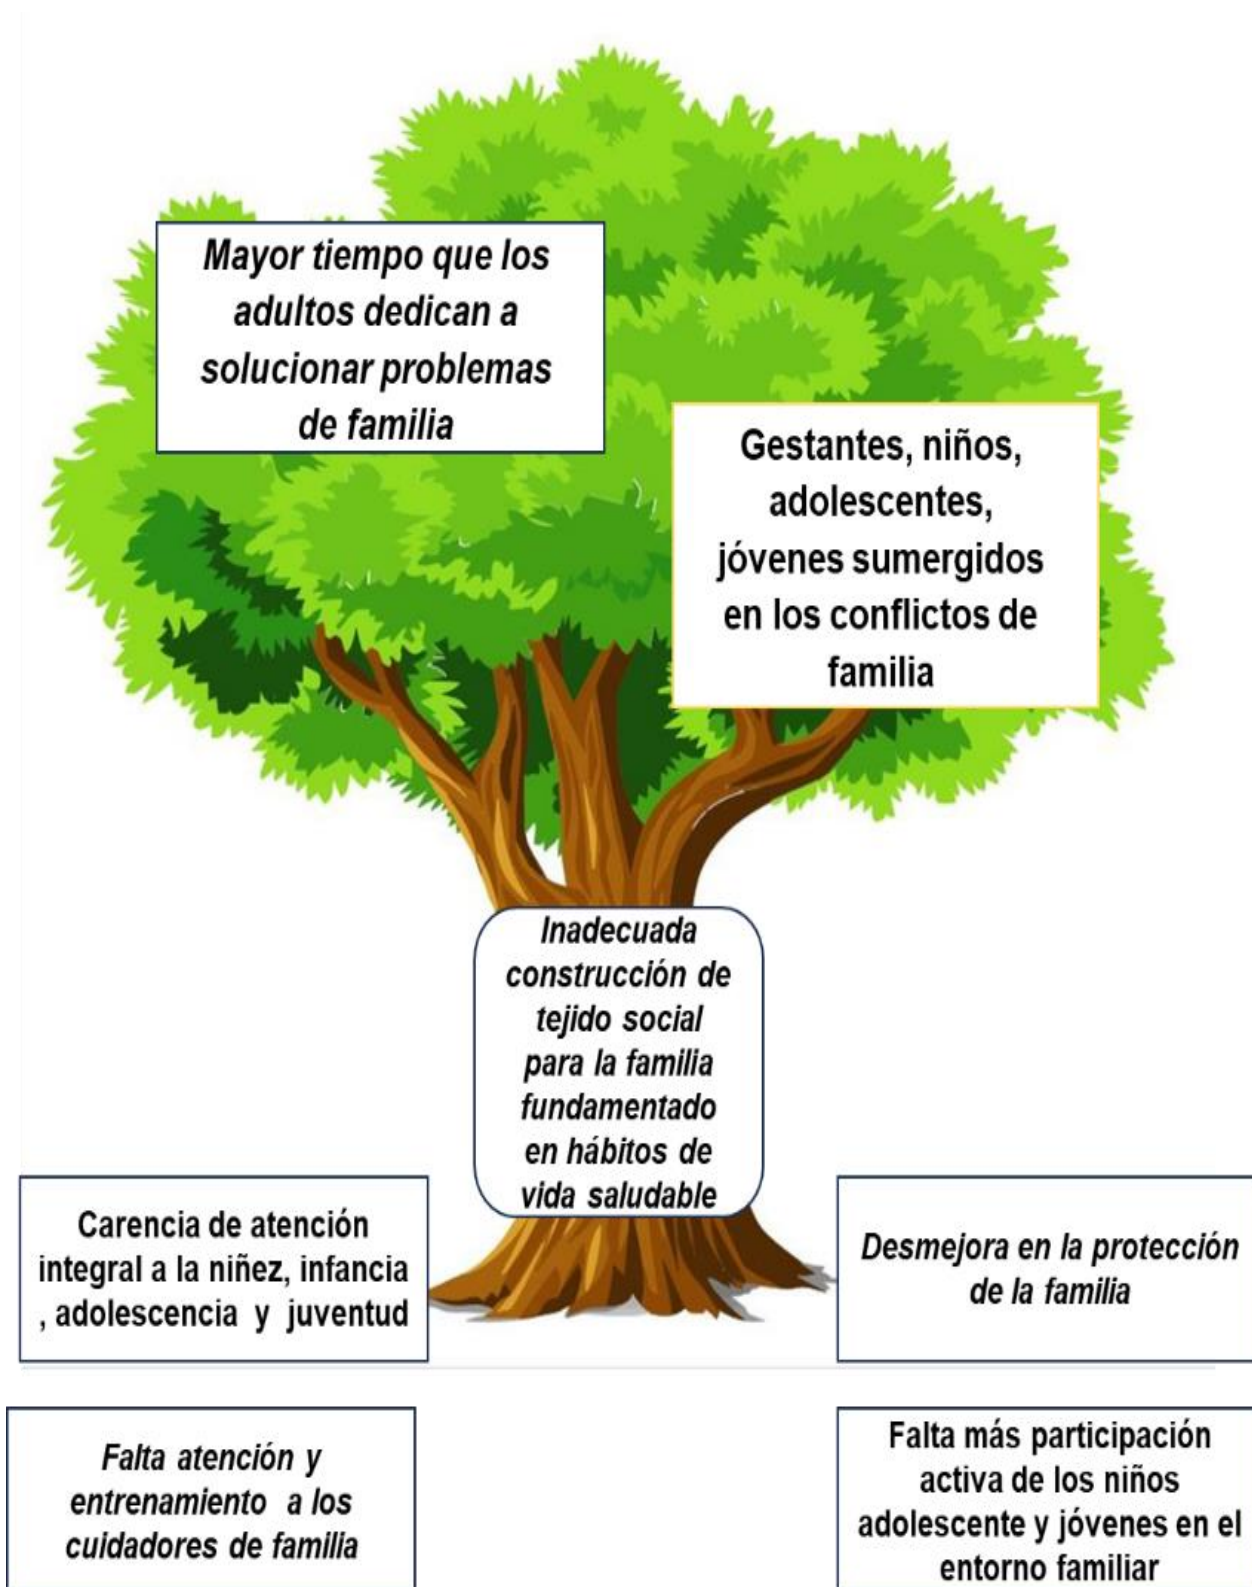 Mayor tiempo que los
adultos dedican a
solucionar problemas
de familia
Gestantes, niños,
adolescentes,
jóvenes sumergidos
en los conflictos de
familia
Inadecuada
construcción de
tejido social
para la familia
fundamentado
en hábitos de
vida saludable
Carencia de atención
integral a la niñez, infancia
, adolescencia y juventud
Desmejora en la protección
de la familia
Falta atención y
entrenamiento a los
cuidadores de familia
Falta más participación
activa de los niños
adolescente y jóvenes en el
entorno familiar